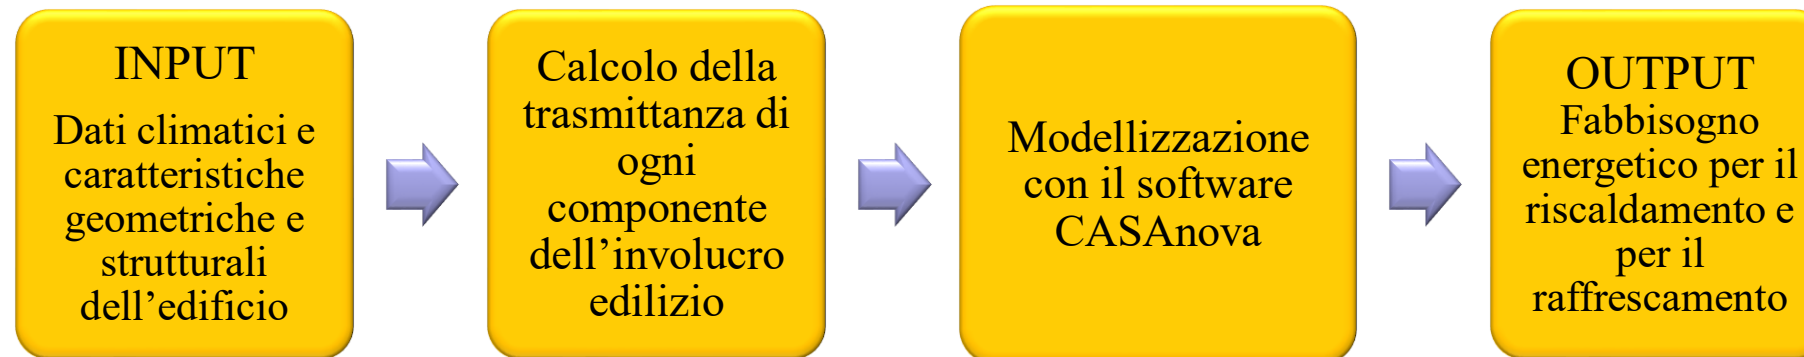 INPUT
Dati climatici e
caratteristiche
geometriche e
strutturali
dell’edificio
Calcolo della
trasmittanza di
ogni
componente
dell’involucro
edilizio
Modellizzazione
con il software
CASAnova
OUTPUT
Fabbisogno
energetico per il
riscaldamento e
per il
raffrescamento